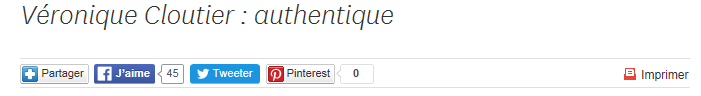 Véronique Cloutier : authentique
Partager J'aime 45 Tweeter Pinterest 0 Imprimer